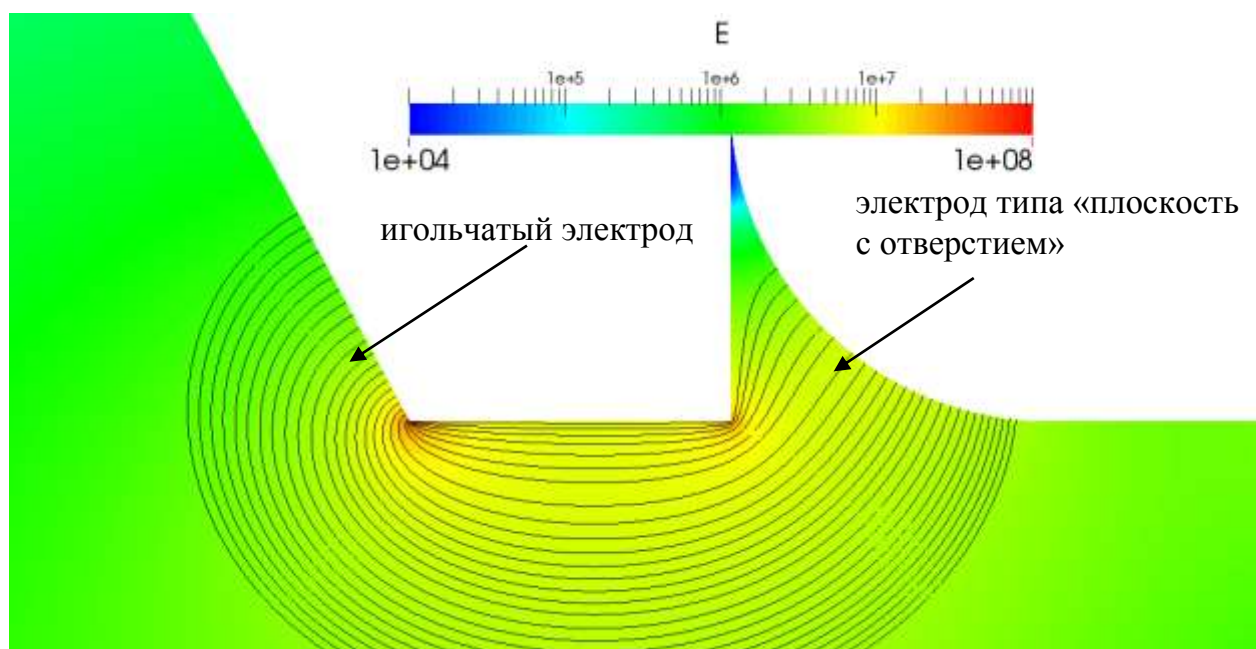 E
1e+5 1e+6 1e+7
1e+04 1e+08
игольчатый электрод
электрод типа «плоскость
с отверстием»